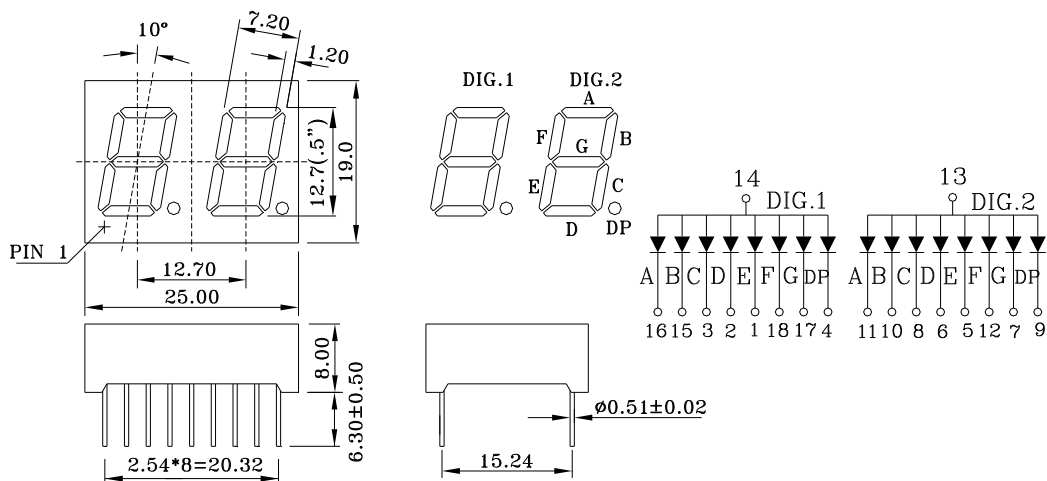 10°
7.20
1.20
12.7(.5")
19.0
PIN 1
12.70
25.00
DIG.1
DIG.2
A
F
B
G
E
C
D
DP
14
DIG.1
A B C D E F G DP
16 15 3 2 1 18 17 4
13
DIG.2
A B C D E F G DP
11 10 8 6 5 12 7 9
8.00
6.30±0.50
2.54*8=20.32
ø0.51±0.02
15.24